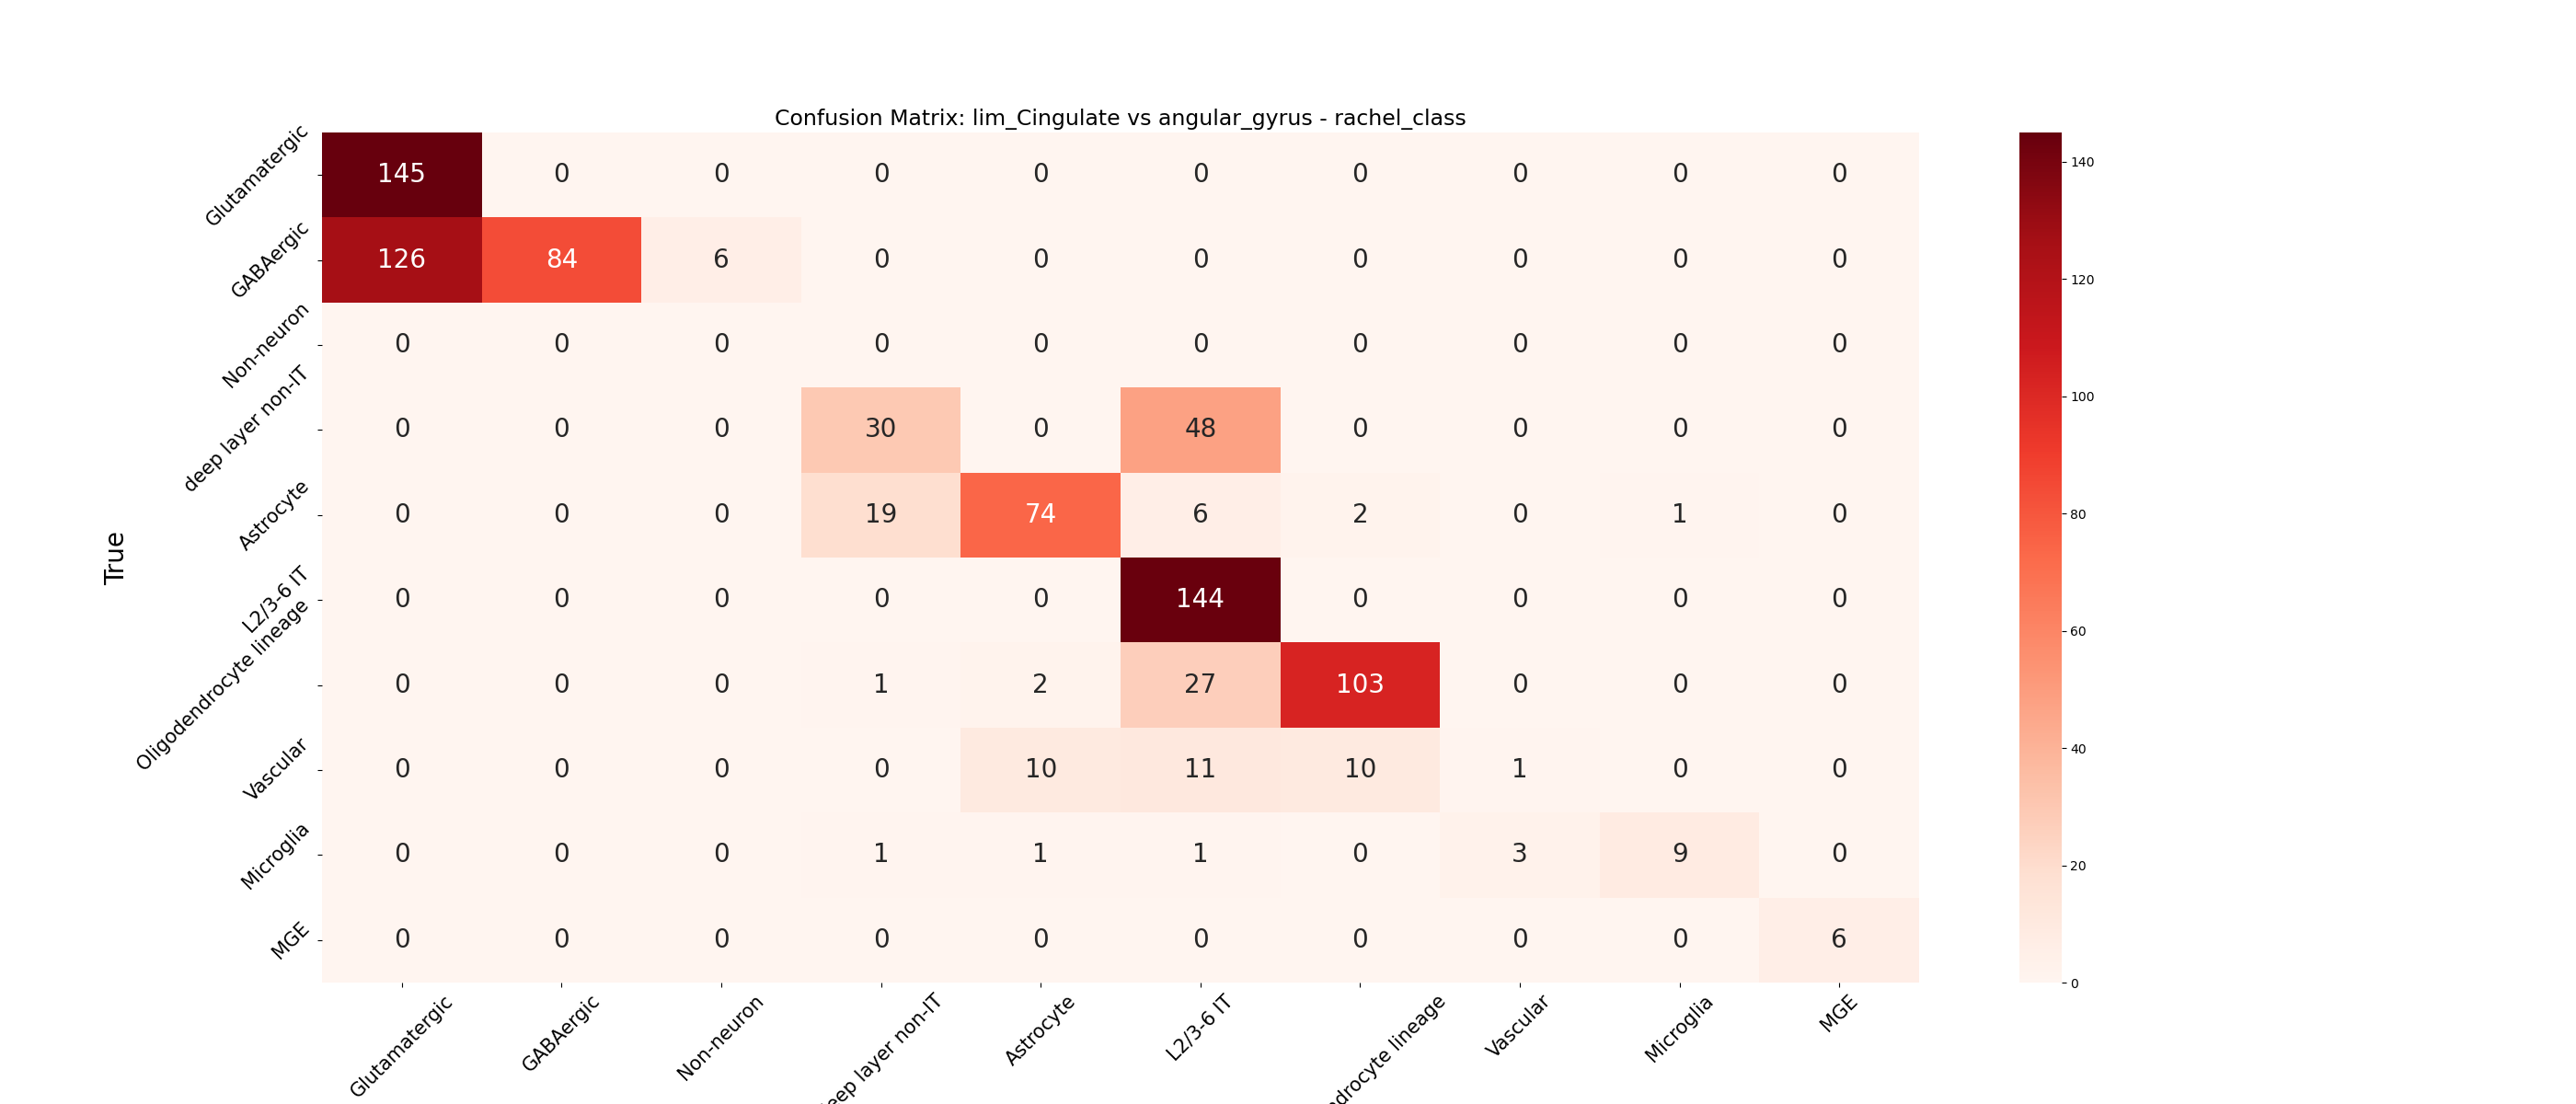 Confusion Matrix: lim_Cingulate vs angular_gyrus - rachel_class
True
Glutamatergic 145 0 0 0 0 0 0 0 0 0
GABAergic 126 84 6 0 0 0 0 0 0 0
Non-neuron 0 0 0 0 0 0 0 0 0 0
deep layer non-IT 0 0 0 30 0 48 0 0 0 0
Astrocyte 0 0 0 19 74 6 2 0 1 0
L2/3-6 IT 0 0 0 0 0 144 0 0 0 0
Oligodendrocyte lineage 0 0 0 1 2 27 103 0 0 0
Vascular 0 0 0 0 10 11 10 1 0 0
Microglia 0 0 0 1 1 1 0 3 9 0
MGE 0 0 0 0 0 0 0 0 0 6
Glutamatergic GABAergic Non-neuron eep layer non-IT Astrocyte L2/3-6 IT ndrocyte lineage Vascular Microglia MGE
140
120
100
80
60
40
20
0